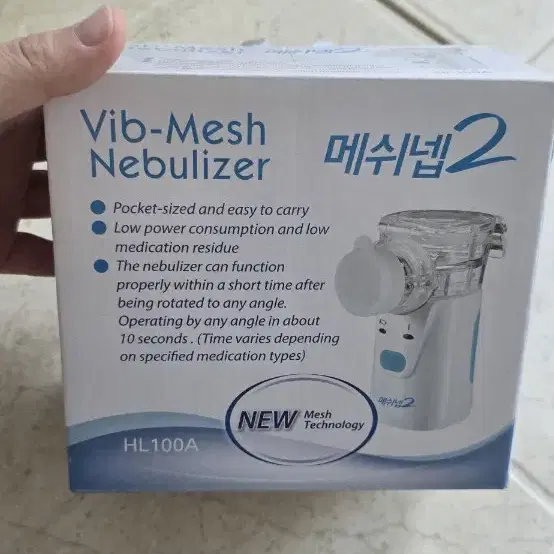 Vib-Mesh
Nebulizer
메쉬넵2
Pocket-sized and easy to carry
Low power consumption and low
medication residue
The nebulizer can function
properly within a short time after
being rotated to any angle.
Operating by any angle in about
10 seconds . (Time varies depending
on specified medication types)
메쉬넵2
NEW Mesh
Technology
HL100A